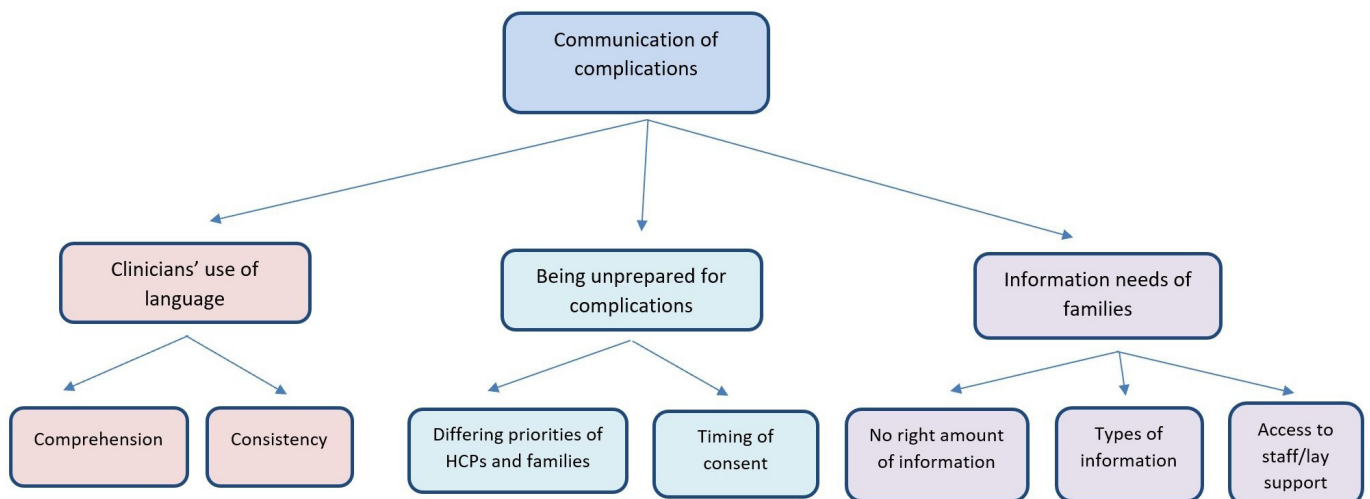 Communication of
complications
Clinicians’ use of
language
Being unprepared for
complications
Information needs of
families
Comprehension
Consistency
Differing priorities of
HCPs and families
Timing of
consent
No right amount
of information
Types of
information
Access to
staff/lay
support